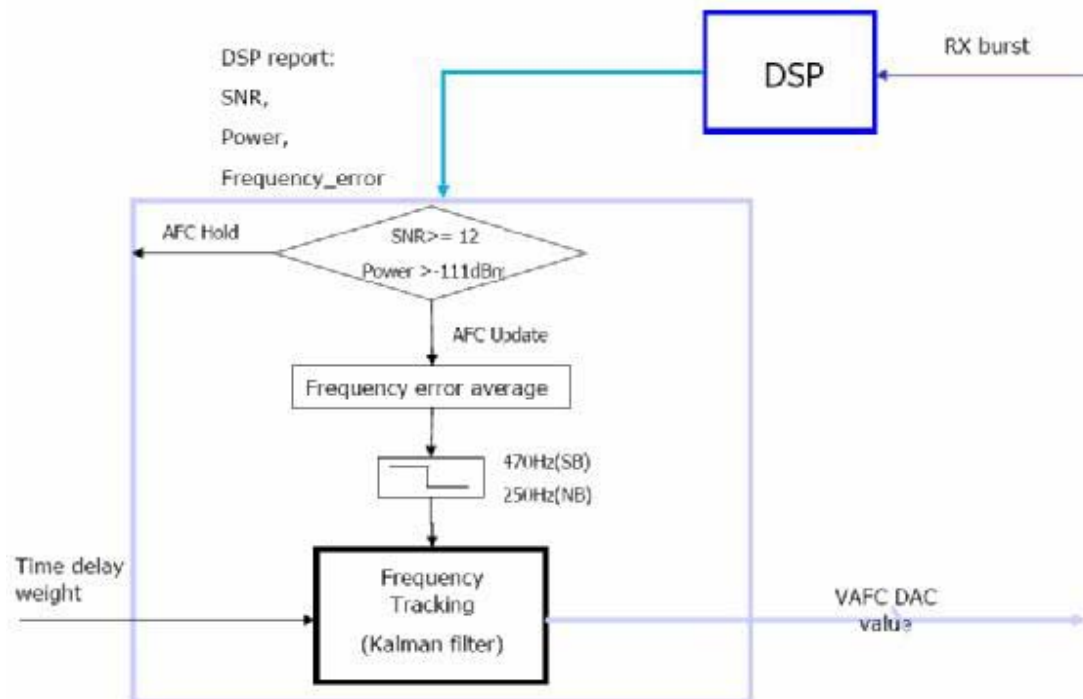 DSP report:
SNR,
Power,
Frequency_error
DSP
RX burst
AFC Hold
SNR>= 12
Power >-111dBm
AFC Update
Frequency error average
470Hz(SB)
250Hz(NB)
Time delay
weight
Frequency
Tracking
(Kalman filter)
VAFC DAC
value